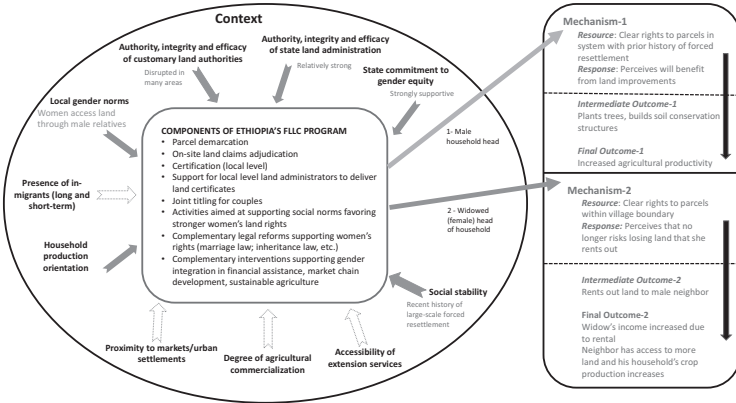 Context
Authority, integrity and efficacy
of customary land authorities
Disrupted in
many areas
Authority, integrity and efficacy
of state land administration
Relatively strong
State commitment to
gender equity
Strongly supportive
Local gender norms
Women access land
through male relatives
Presence of in-
migrants (long and
short-term)
Household
production
orientation
COMPONENTS OF ETHIOPIA'S FLLC PROGRAM
• Parcel demarcation
• On-site land claims adjudication
• Certification (local level)
• Support for local level land administrators to deliver
land certificates
• Joint titling for couples
• Activities aimed at supporting social norms favoring
stronger women's land rights
• Complementary legal reforms supporting women's
rights (marriage law; inheritance law, etc.)
• Complementary interventions supporting gender
integration in financial assistance, market chain
development, sustainable agriculture
Social stability
Recent history of
large-scale forced
resettlement
Proximity to markets/urban
settlements
Degree of agricultural
commercialization
Accessibility of
extension services
1- Male
household head
2 - Widowed
(female) head
of household
Mechanism-1
Resource: Clear rights to parcels in
system with prior history of forced
resettlement
Response: Perceives will benefit
from land improvements
Intermediate Outcome-1
Plants trees, builds soil conservation
structures
Final Outcome-1
Increased agricultural productivity
Mechanism-2
Resource: Clear rights to parcels
within village boundary
Response: Perceives that no
longer risks losing land that she
rents out
Intermediate Outcome-2
Rents out land to male neighbor
Final Outcome-2
Widow's income increased due
to rental
Neighbor has access to more
land and his household's crop
production increases